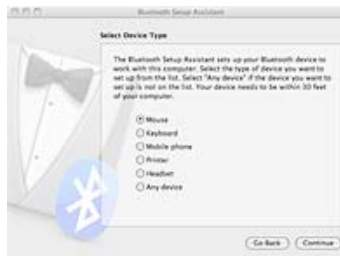 Bluetooth Setup Assistant
Select Device Type
The Bluetooth Setup Assistant sets up your Bluetooth device to
work with this computer. Select the type of device you want to
set up from the list. Select "Any device" if the device you want to
set up is not on the list. Your device needs to be within 30 feet
of your computer.
Mouse
Keyboard
Mobile phone
Printer
Headset
Any device
Go Back
Continue